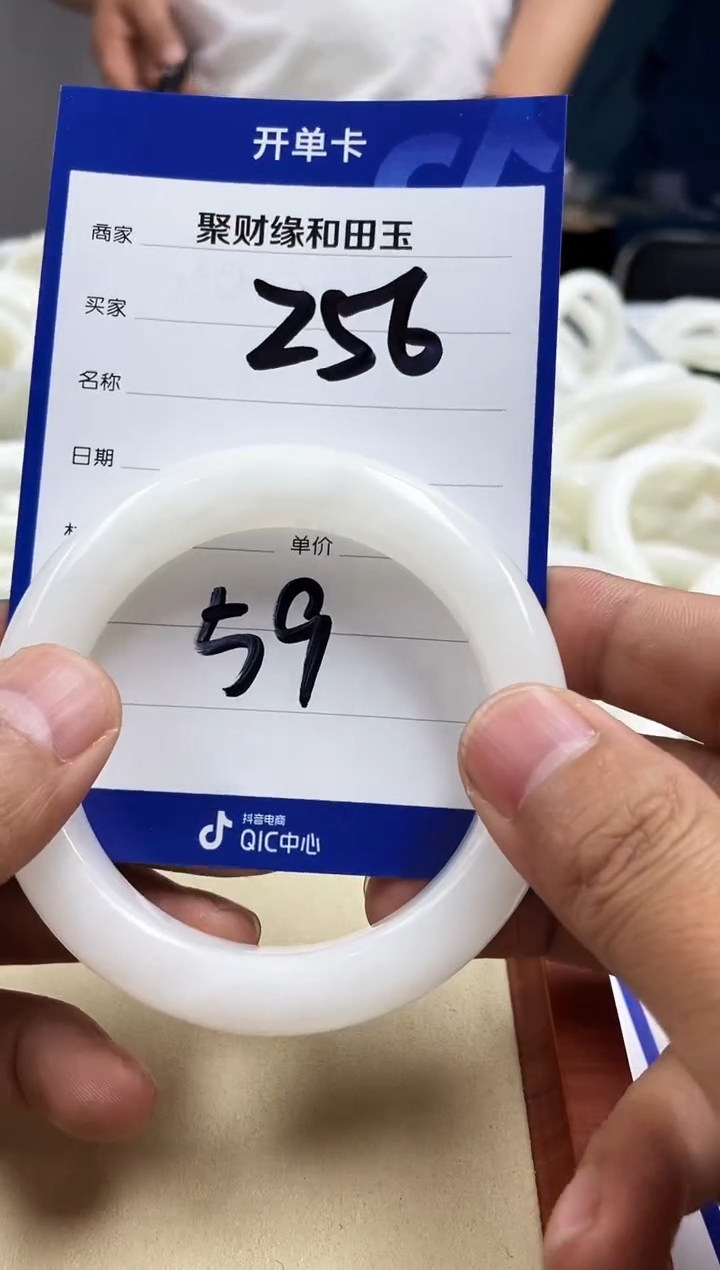 开单卡
商家 聚财缘和田玉
买家
256
名称
日期
单价
59
抖音电商
QIC中心